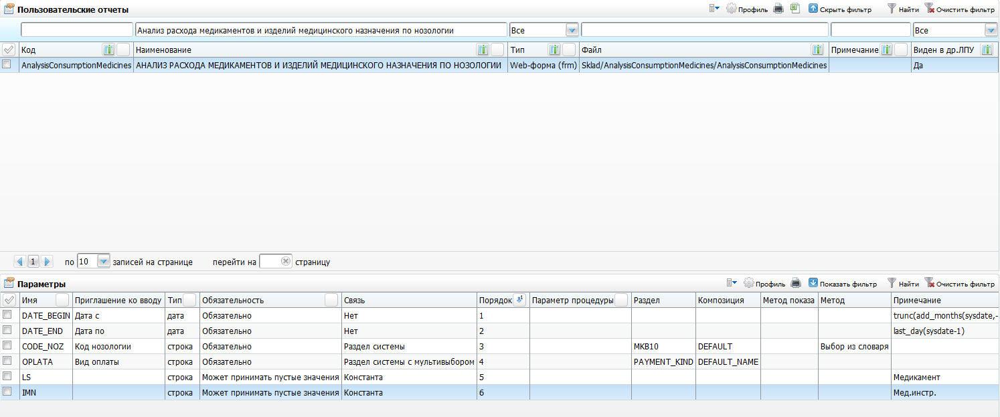 Пользовательские отчеты Профиль Скрыть фильтр Найти Очистить фильтр
Анализ расхода медикаментов и изделий медицинского назначения по нозологии Все Все
Код Наименование Тип Файл Примечание Виден в др.ЛПУ
AnalysisConsumptionMedicines АНАЛИЗ РАСХОДА МЕДИКАМЕНТОВ И ИЗДЕЛИЙ МЕДИЦИНСКОГО НАЗНАЧЕНИЯ ПО НОЗОЛОГИИ Web-форма (frm) Sklad/AnalysisConsumptionMedicines/AnalysisConsumptionMedicines Да
1 по 10 записей на странице перейти на страницу
Параметры Профиль Показать фильтр Найти Очистить фильтр
Имя Приглашение ко вводу Тип Обязательность Связь Порядок 1 Параметр процедуры Раздел Композиция Метод показа Метод Примечание
DATE_BEGIN Дата с дата Обязательно Нет 1 trunc(add_months(sysdate,-
DATE_END Дата по дата Обязательно Нет 2 last_day(sysdate-1)
CODE_NOZ Код нозологии строка Обязательно Раздел системы 3 MKB10 DEFAULT Выбор из словаря
OPLATA Вид оплаты строка Обязательно Раздел системы с мультивыбором 4 PAYMENT_KIND DEFAULT_NAME
LS строка Может принимать пустые значения Константа 5 Медикамент
IMN строка Может принимать пустые значения Константа 6 Мед.инстр.